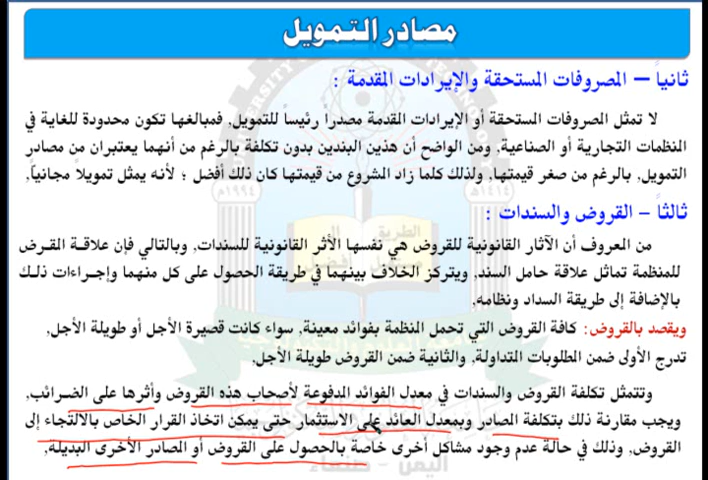 مصادر التمويل
ثانياً – المصروفات المستحقة والإيرادات المقدمة :
لا تمثل المصروفات المستحقة أو الإيرادات المقدمة مصدرا رئيساً للتمويل, فمبالغها تكون محدودة للغاية في
المنظمات التجارية أو الصناعية, ومن الواضح أن هذين البندين بدون تكلفة بالرغم من أنهما يعتبران من مصادر
التمويل, بالرغم من صغر قيمتها, ولذلك كلما زاد المشروع من قيمتها كان ذلك أفضل ؛ لأنه يمثل تمويلاً مجانياً,
ثالثاً – القروض والسندات :
من المعروف أن الآثار القانونية للقروض هي نفسها الأثر القانونية للسندات, وبالتالي فإن علاقة المقرض
للمنظمة تماثل علاقة حامل السند, ويتركز الخلاف بينهما في طريقة الحصول على كل منهما وإجراءات ذلك
بالإضافة إلى طريقة السداد ونظامه,
ويقصد بالقروض: كافة القروض التي تحمل المنظمة بفوائد معينة, سواء كانت قصيرة الأجل أو طويلة الأجل,
تدرج الأولى ضمن المطلوبات المتداولة, والثانية ضمن القروض طويلة الأجل,
وتتمثل تكلفة القروض والسندات في معدل الفوائد المدفوعة لأصحاب هذه القروض وأثرها على الضرائب,
ويجب مقارنة ذلك بتكلفة المصادر وبمعدل العائد على الاستثمار حتى يمكن اتخاذ القرار الخاص بالالتجاء إلى
القروض, وذلك في حالة عدم وجود مشاكل أخرى خاصة بالحصول على القروض أو المصادر الأخرى البديلة,
اليمن - صنعاء